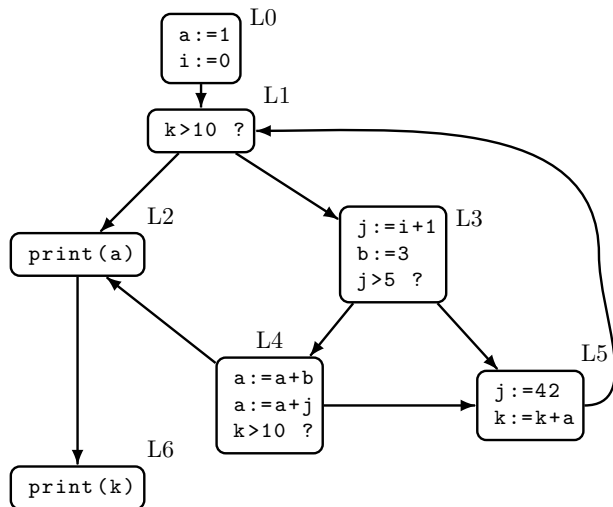 L0
a:=1
i:=0
L1
k>10 ?
L2
print(a)
L3
j:=i+1
b:=3
j>5 ?
L4
a:=a+b
a:=a+j
k>10 ?
L5
j:=42
k:=k+a
L6
print(k)